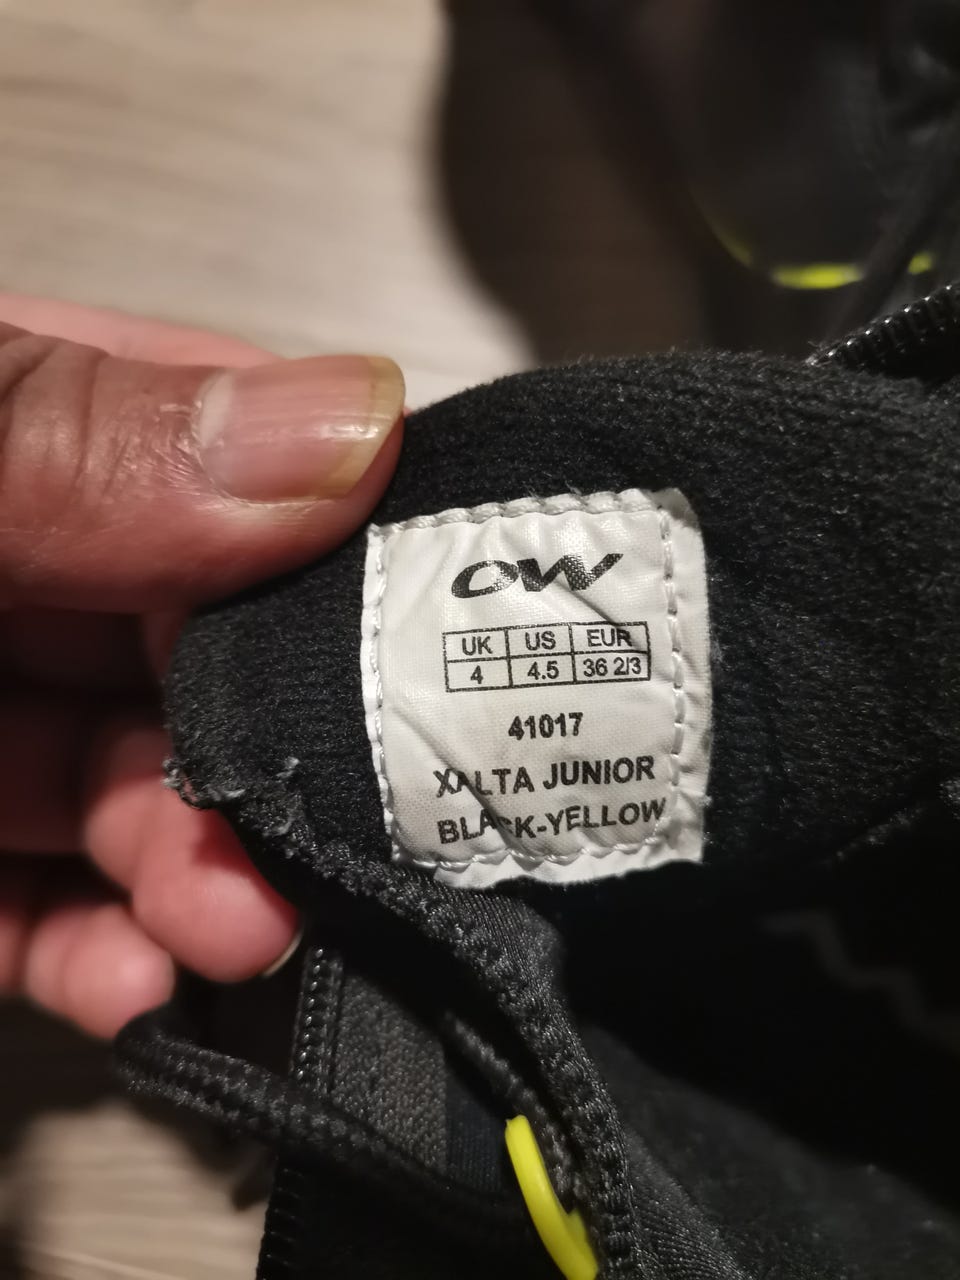 OW
UK US EUR
4 4.5 36 2/3
41017
XALTA JUNIOR
BLACK-YELLOW